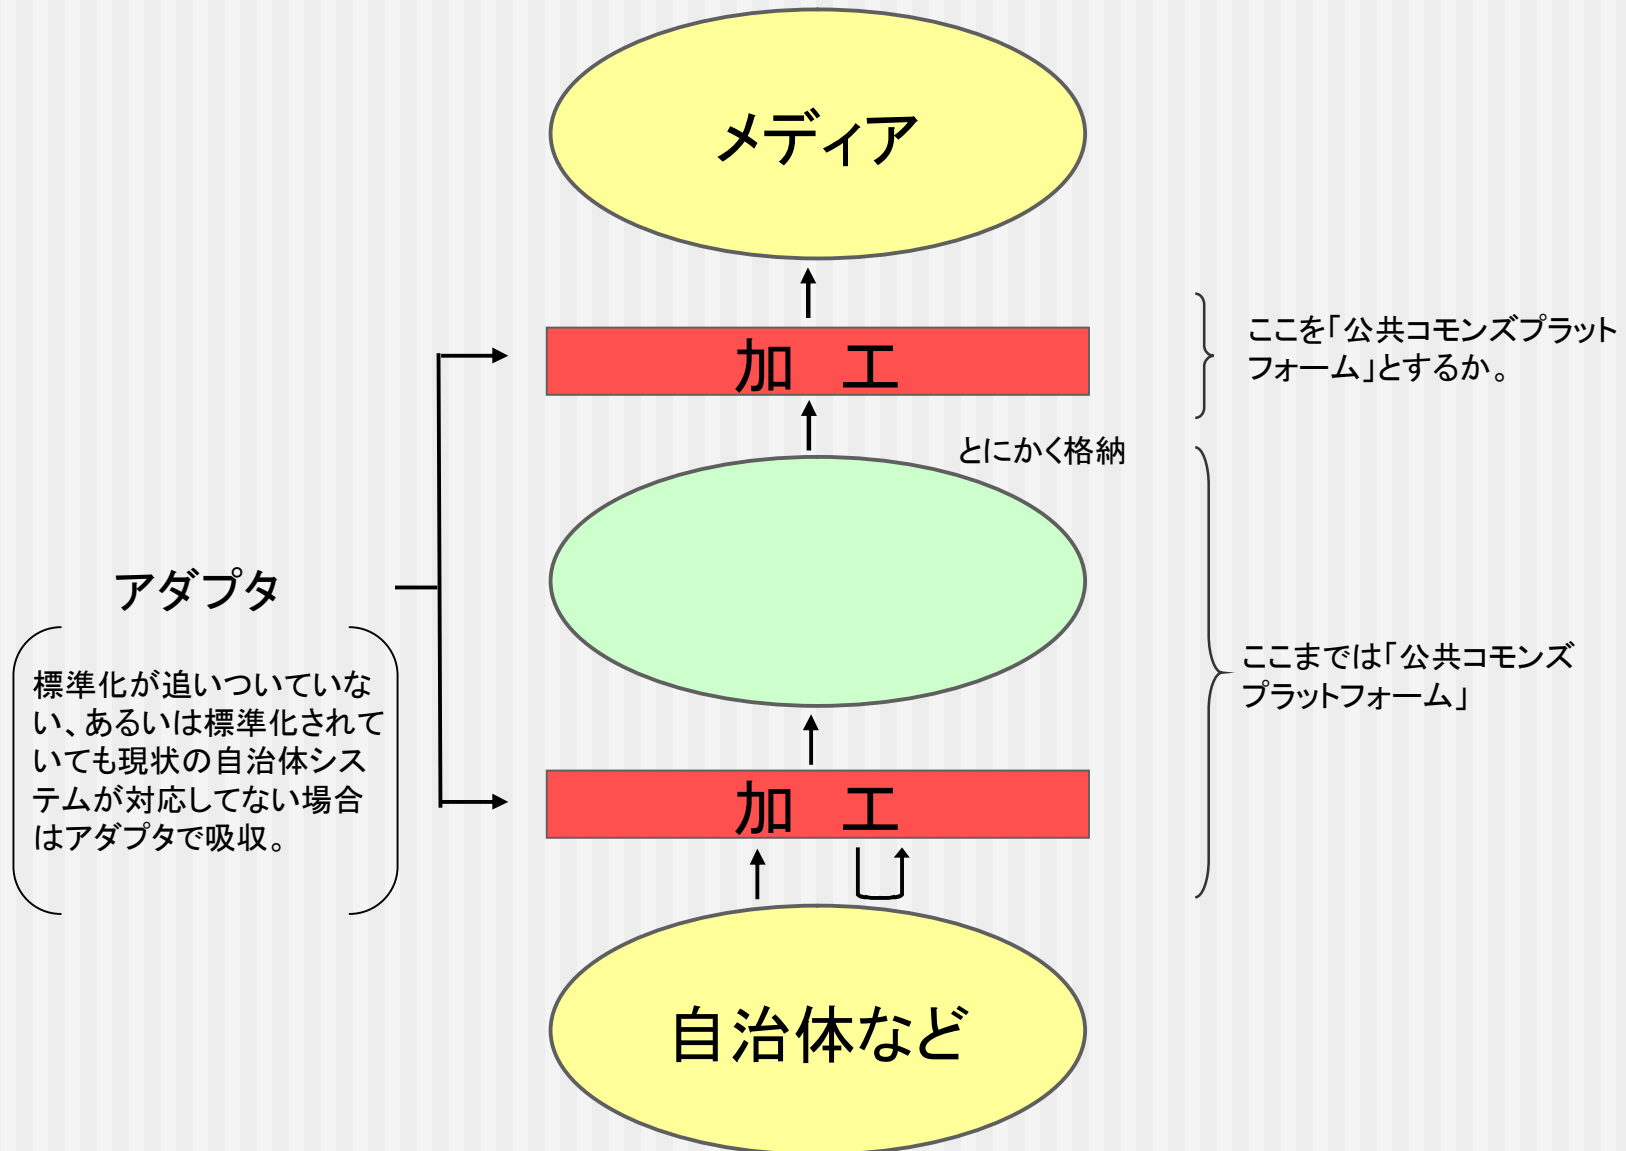 メディア
加　工
ここを「公共コモンズプラット
フォーム」とするか。
とにかく格納
アダプタ
標準化が追いついていな
い、あるいは標準化されて
いても現状の自治体シス
テムが対応してない場合
はアダプタで吸収。
ここまでは「公共コモンズ
プラットフォーム」
加　工
自治体など